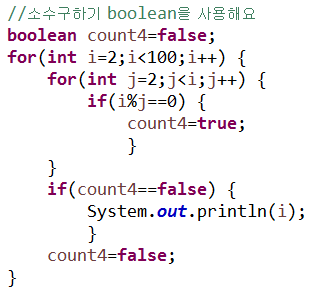 //소수구하기 boolean을 사용해요
boolean count4=false;
for(int i=2;i<100;i++) {
    for(int j=2;j<i;j++) {
        if(i%j==0) {
            count4=true;
            }
    }
    if(count4==false) {
        System.out.println(i);
        }
    count4=false;
}